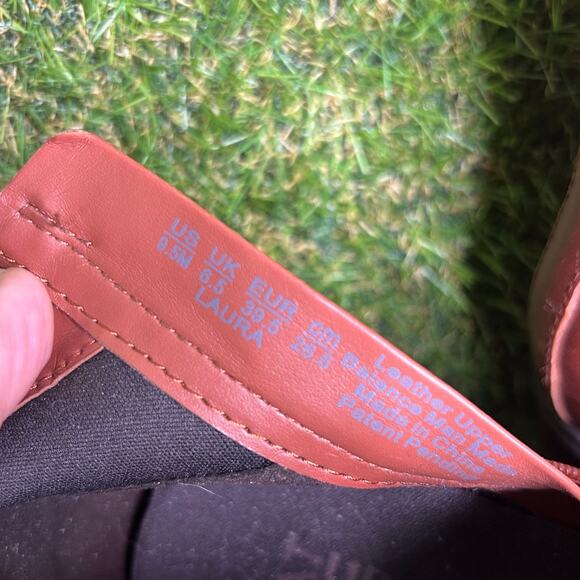 US UK EUR cm
9.5M 6.5 39.5 26.5
LAURA
Leather Upper
Balance Man-Made
Made in China
Patent Pending